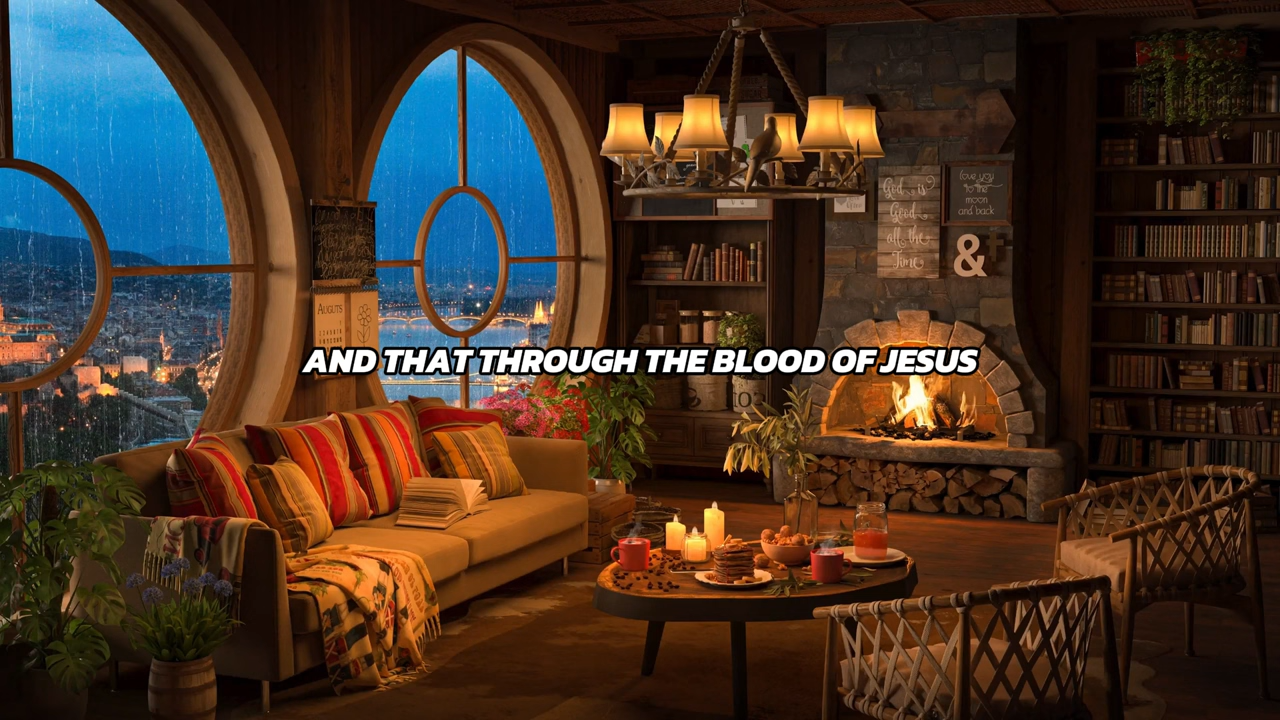 God is
Good
all the
Time
love you
to the
moon
and back
&
AUGUTS
AND THAT THROUGH THE BLOOD OF JESUS